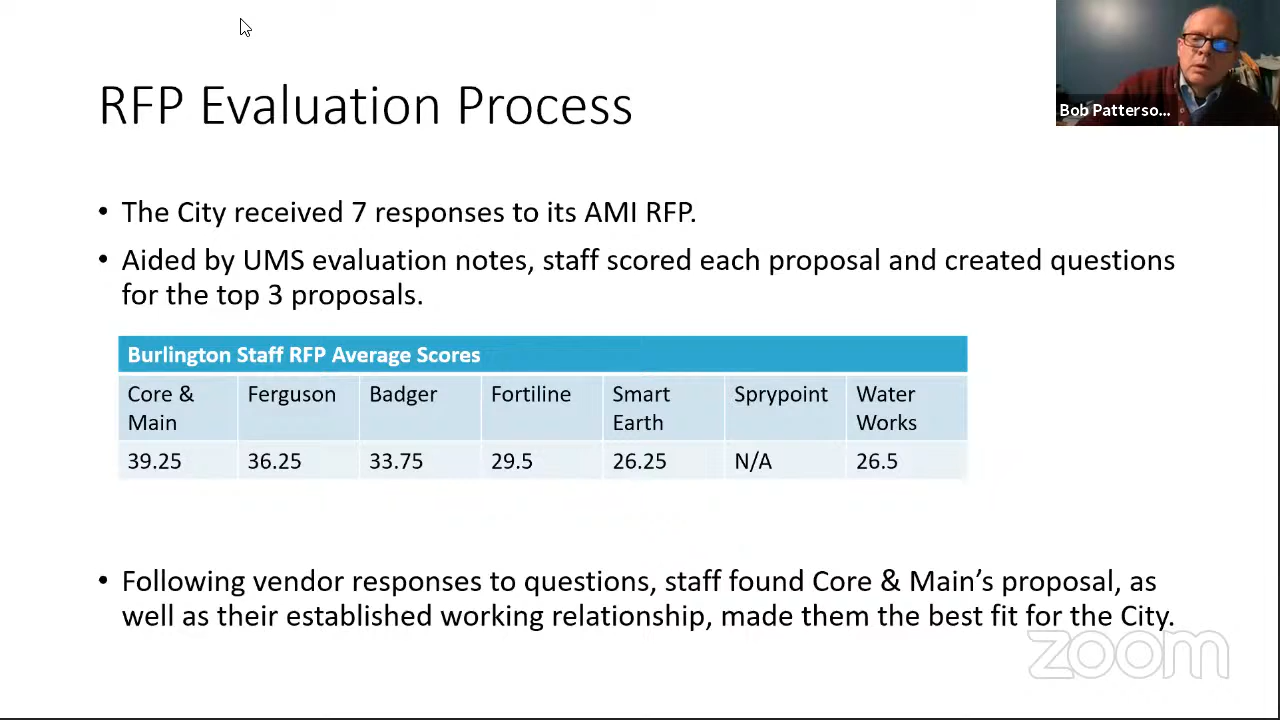 RFP Evaluation Process
Bob Patterso...
• The City received 7 responses to its AMI RFP.
• Aided by UMS evaluation notes, staff scored each proposal and created questions
for the top 3 proposals.
Burlington Staff RFP Average Scores
Core & Main Ferguson Badger Fortiline Smart Earth Sprypoint Water Works
39.25 36.25 33.75 29.5 26.25 N/A 26.5
• Following vendor responses to questions, staff found Core & Main’s proposal, as
well as their established working relationship, made them the best fit for the City.
zoom